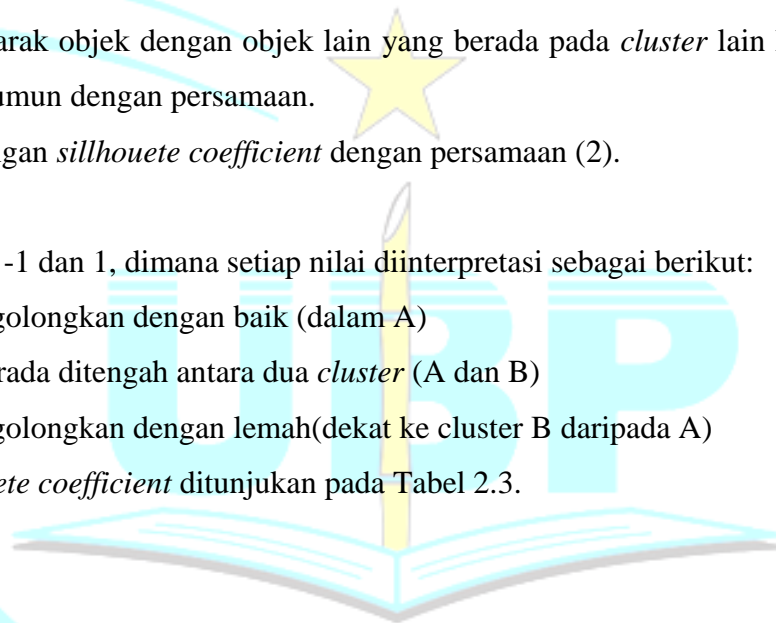 arak objek dengan objek lain yang berada pada cluster lain
umun dengan persamaan.
gan sillhouete coefficient dengan persamaan (2).
-1 dan 1, dimana setiap nilai diinterpretasi sebagai berikut:
golongkan dengan baik (dalam A)
rada ditengah antara dua cluster (A dan B)
golongkan dengan lemah(dekat ke cluster B daripada A)
ete coefficient ditunjukan pada Tabel 2.3.
UBP